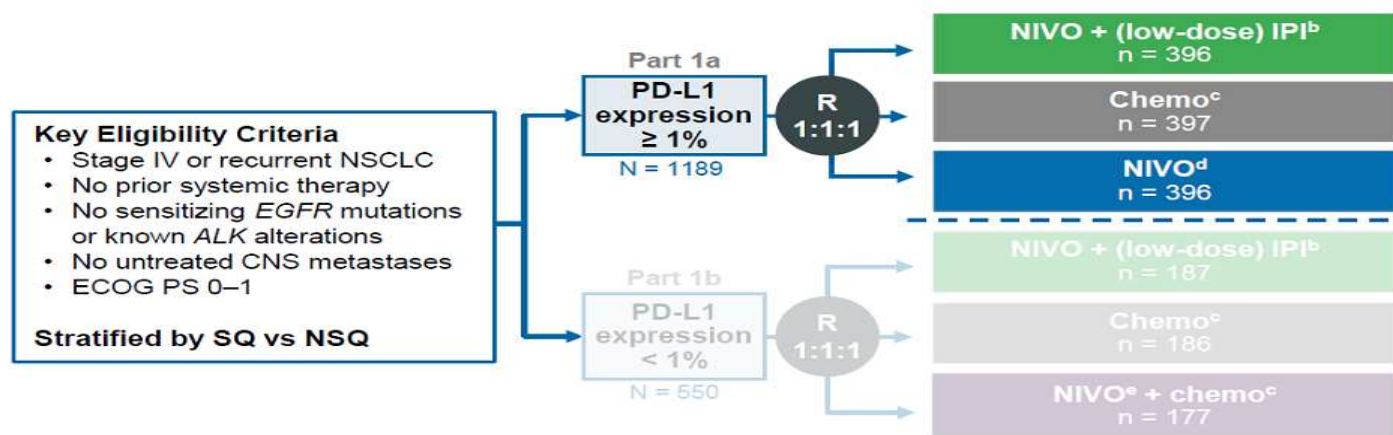 Key Eligibility Criteria
• Stage IV or recurrent NSCLC
• No prior systemic therapy
• No sensitizing EGFR mutations
or known ALK alterations
• No untreated CNS metastases
• ECOG PS 0–1
Stratified by SQ vs NSQ
Part 1a
PD-L1
expression
≥ 1%
N = 1189
R
1:1:1
NIVO + (low-dose) IPIᵇ
n = 396
Chemoᶜ
n = 397
NIVOᵈ
n = 396
Part 1b
PD-L1
expression
< 1%
N = 550
R
1:1:1
NIVO + (low-dose) IPIᵇ
n = 187
Chemoᶜ
n = 186
NIVOᵉ + chemoᶜ
n = 177